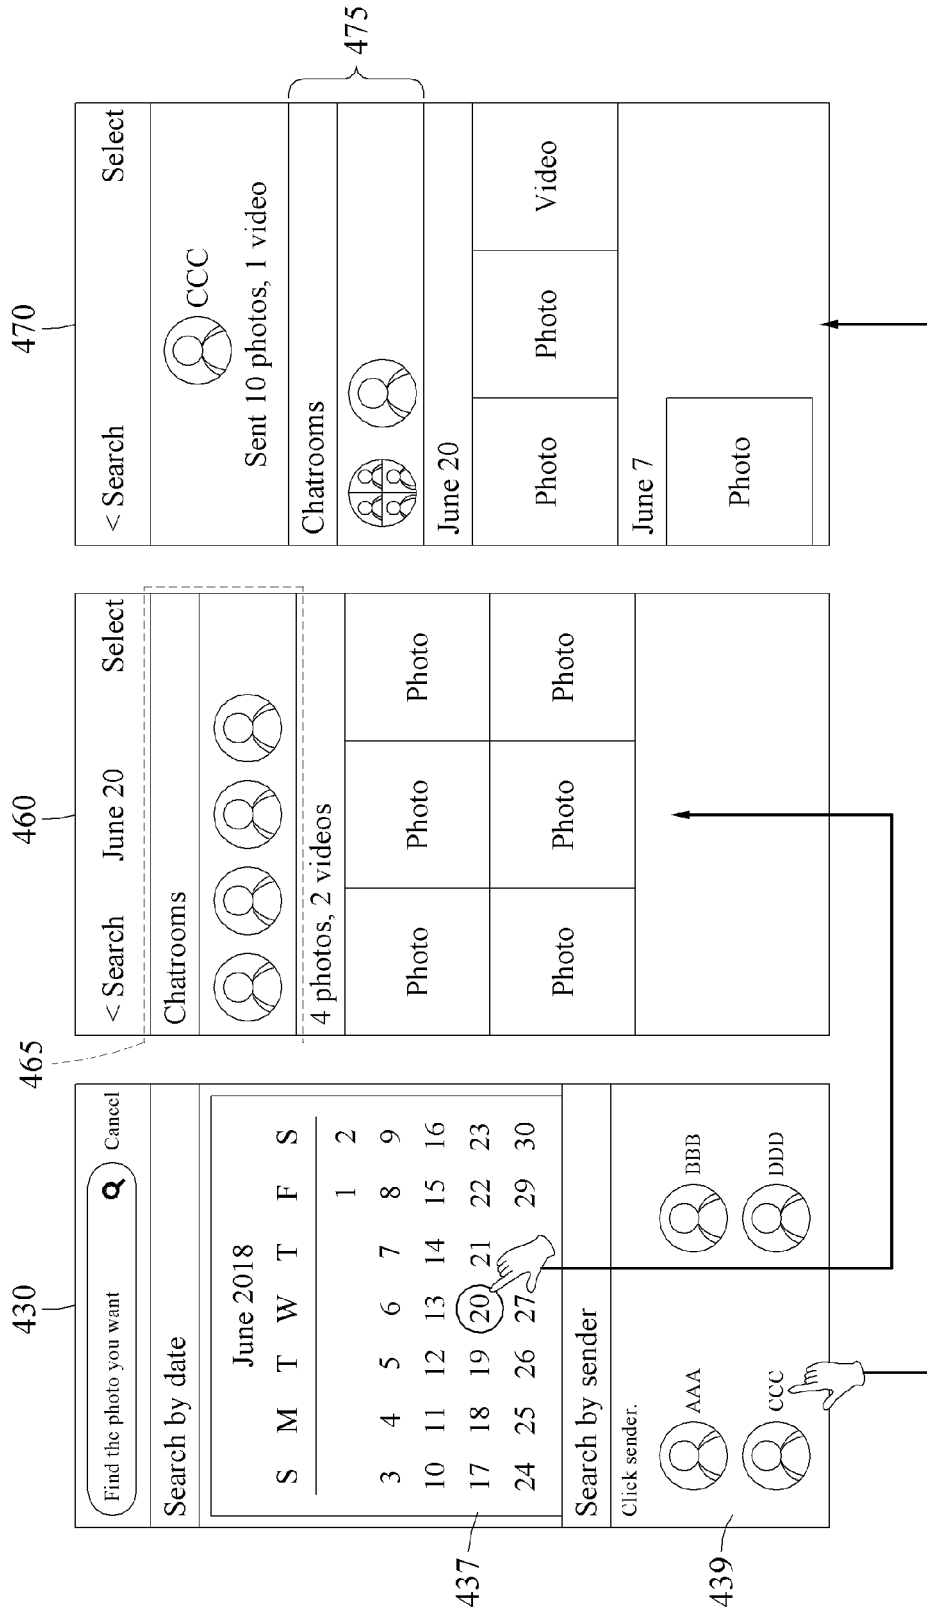 430
Find the photo you want Cancel
Search by date
June 2018
S M T W T F S
1 2
3 4 5 6 7 8 9
10 11 12 13 14 15 16
17 18 19 20 21 22 23
24 25 26 27 29 30
437
Search by sender
Click sender.
AAA BBB
CCC DDD
439
460
< Search June 20 Select
465
Chatrooms
4 photos, 2 videos
Photo Photo Photo
Photo Photo Photo
470
< Search Select
CCC
Sent 10 photos, 1 video
Chatrooms
475
June 20
Photo Photo Video
June 7
Photo